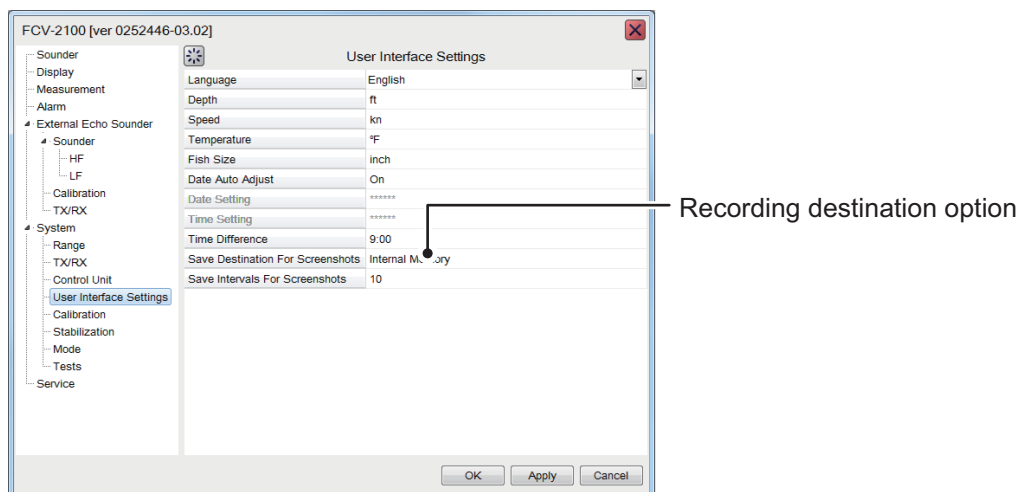 FCV-2100 [ver 0252446-03.02]
Sounder
Display
Measurement
Alarm
External Echo Sounder
Sounder
HF
LF
Calibration
TX/RX
System
Range
TX/RX
Control Unit
User Interface Settings
Calibration
Stabilization
Mode
Tests
Service
User Interface Settings
Language English
Depth ft
Speed kn
Temperature °F
Fish Size inch
Date Auto Adjust On
Date Setting ******
Time Setting ******
Time Difference 9:00
Save Destination For Screenshots Internal Memory
Save Intervals For Screenshots 10
OK Apply Cancel
Recording destination option